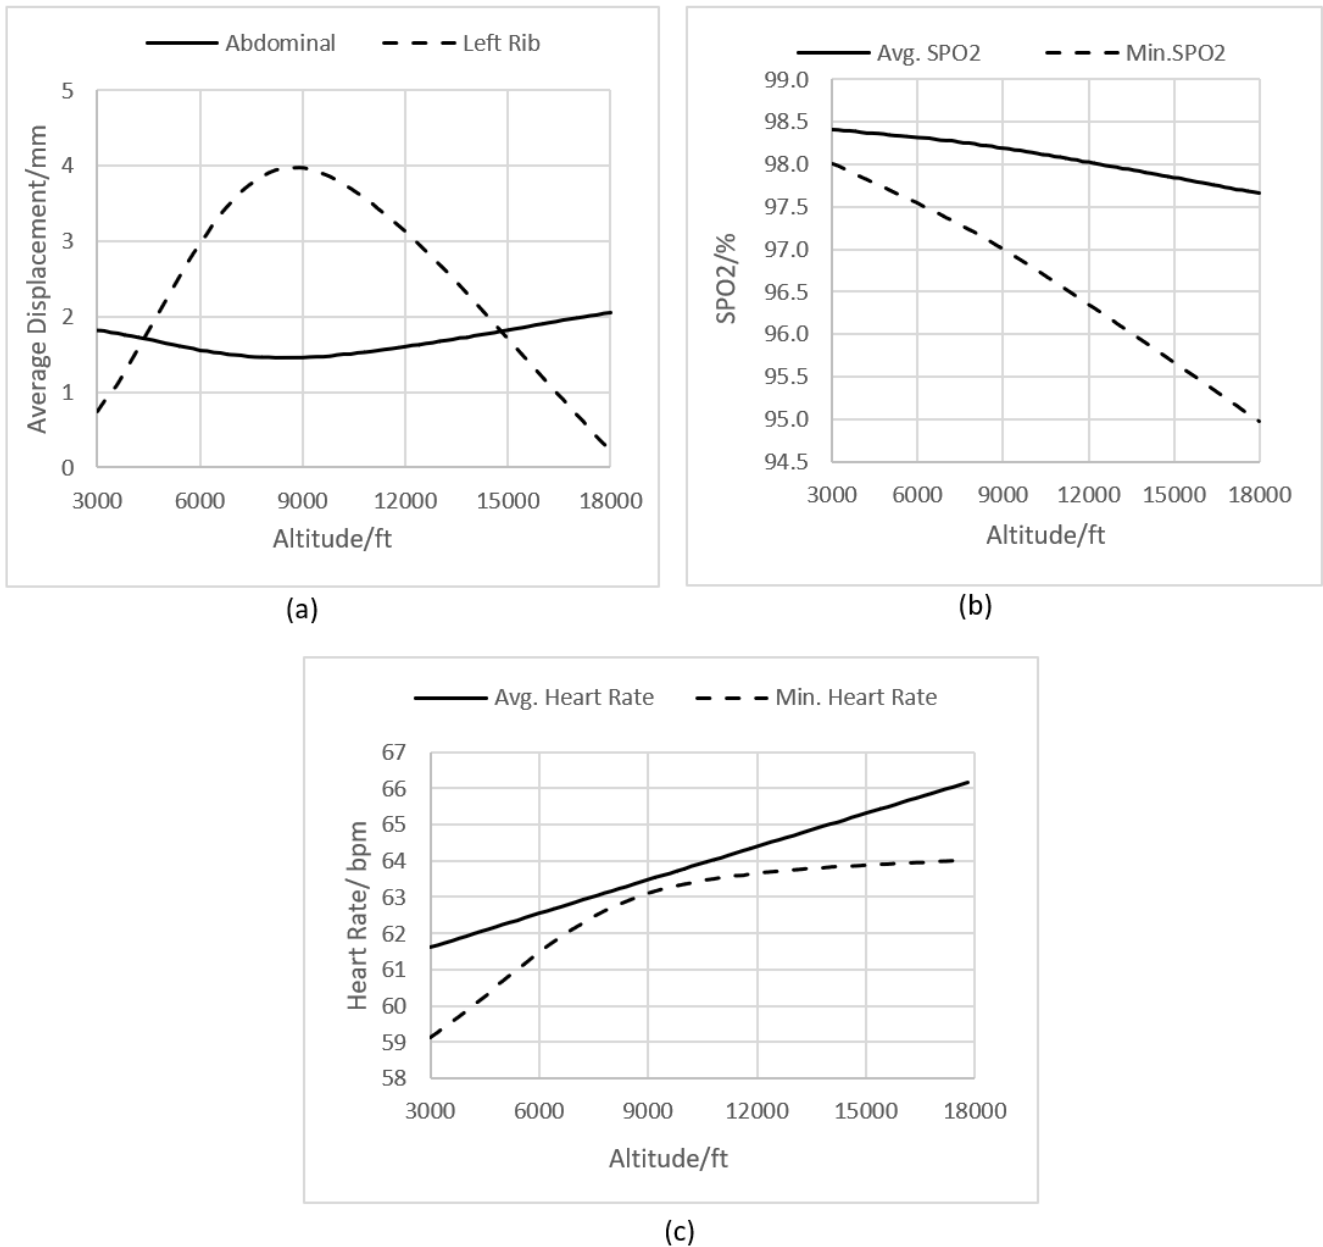 Abdominal Left Rib
5
4
3
2
1
0
Average Displacement/mm
3000 6000 9000 12000 15000 18000
Altitude/ft
(a)
Avg. SPO2 Min.SPO2
99.0
98.5
98.0
97.5
97.0
96.5
96.0
95.5
95.0
94.5
SPO2/%
3000 6000 9000 12000 15000 18000
Altitude/ft
(b)
Avg. Heart Rate Min. Heart Rate
67
66
65
64
63
62
61
60
59
58
Heart Rate/ bpm
3000 6000 9000 12000 15000 18000
Altitude/ft
(c)